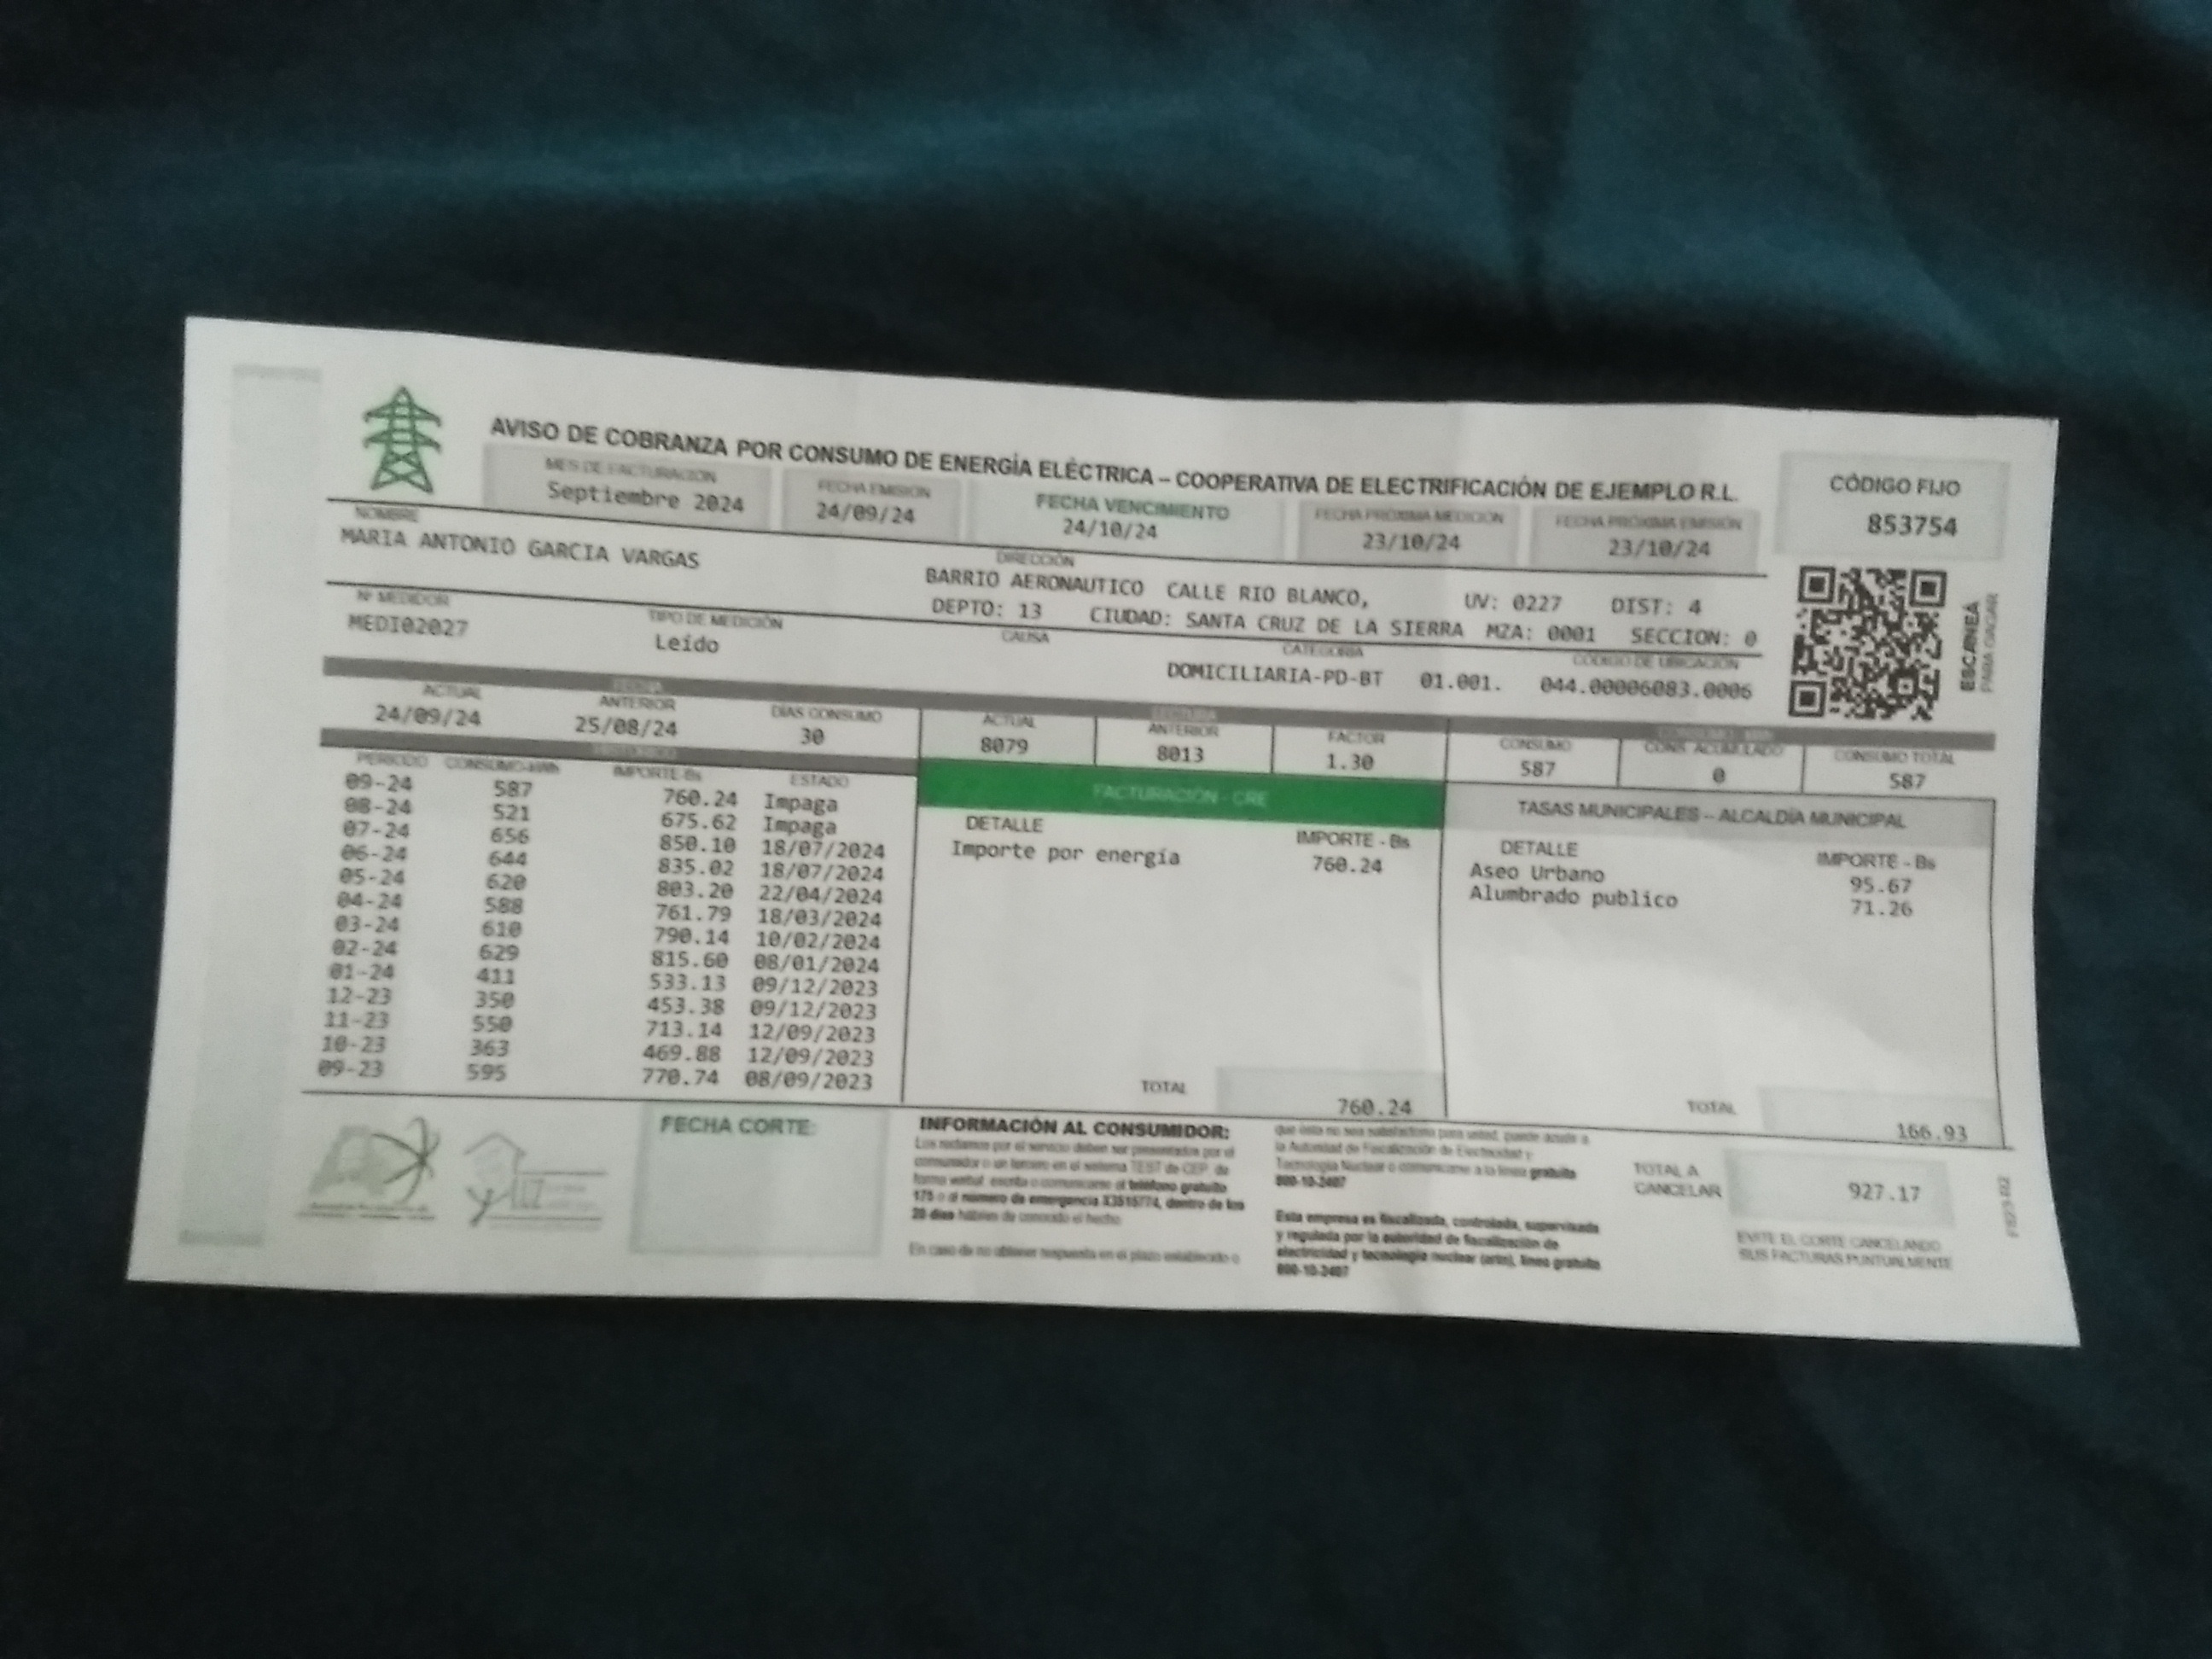 AVISO DE COBRANZA POR CONSUMO DE ENERGÍA ELÉCTRICA – COOPERATIVA DE ELECTRIFICACIÓN DE EJEMPLO R.L.
CÓDIGO FIJO
853754
MES DE FACTURACIÓN
Septiembre 2024
FECHA EMISIÓN
24/09/24
FECHA VENCIMIENTO
24/10/24
FECHA PRÓXIMA MEDICIÓN
23/10/24
FECHA PRÓXIMA EMISIÓN
23/10/24
NOMBRE
MARIA ANTONIO GARCIA VARGAS
DIRECCIÓN
BARRIO AERONAUTICO CALLE RIO BLANCO, UV: 0227 DIST: 4
DEPTO: 13 CIUDAD: SANTA CRUZ DE LA SIERRA MZA: 0001 SECCION: 0
ESCANEA
PARA PAGAR
Nº MEDIDOR
MEDI02027
TIPO DE MEDICIÓN
Leído
CAUSA
CATEGORÍA
DOMICILIARIA-PD-BT
CÓDIGO DE UBICACIÓN
01.001. 044.00006083.0006
FECHA
ACTUAL ANTERIOR DÍAS CONSUMO
24/09/24 25/08/24 30
LECTURA
ACTUAL ANTERIOR FACTOR
8079 8013 1.30
CONSUMO - kWh
CONSUMO CONS. ACUMULADO CONSUMO TOTAL
587 0 587
PERIODO CONSUMO-kWh IMPORTE-Bs ESTADO
09-24 587 760.24 Impaga
08-24 521 675.62 Impaga
07-24 656 850.10 18/07/2024
06-24 644 835.02 18/07/2024
05-24 620 803.20 22/04/2024
04-24 588 761.79 18/03/2024
03-24 610 790.14 10/02/2024
02-24 629 815.60 08/01/2024
01-24 411 533.13 09/12/2023
12-23 350 453.38 09/12/2023
11-23 550 713.14 12/09/2023
10-23 363 469.88 12/09/2023
09-23 595 770.74 08/09/2023
FACTURACIÓN - CRE
DETALLE IMPORTE - Bs
Importe por energía 760.24
TOTAL 760.24
TASAS MUNICIPALES – ALCALDÍA MUNICIPAL
DETALLE IMPORTE - Bs
Aseo Urbano 95.67
Alumbrado publico 71.26
TOTAL 166.93
FECHA CORTE:
INFORMACIÓN AL CONSUMIDOR:
Los reclamos por el servicio deben ser presentados por el
consumidor o un tercero en el sistema TEST de CEP, de
forma verbal, escrita o comunicarse al teléfono gratuito
175 o al número de emergencia X3515774, dentro de los
20 días hábiles de conocido el hecho.
En caso de no obtener respuesta en el plazo establecido o
que ésta no sea satisfactoria para usted, puede acudir a
la Autoridad de Fiscalización de Electricidad y
Tecnología Nuclear o comunicarse a la línea gratuita
800-10-2407
Esta empresa es fiscalizada, controlada, supervisada
y regulada por la autoridad de fiscalización de
electricidad y tecnología nuclear (aetn), línea gratuita
800-10-2407
TOTAL A
CANCELAR
927.17
EVITE EL CORTE CANCELANDO
SUS FACTURAS PUNTUALMENTE